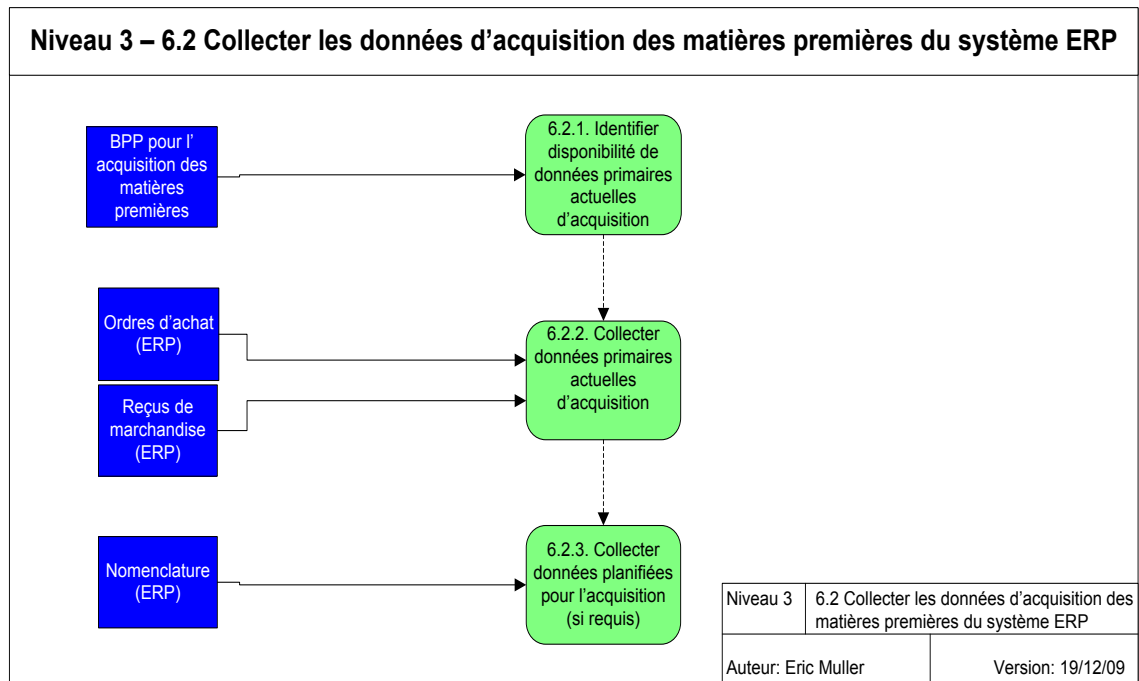 Niveau 3 – 6.2 Collecter les données d’acquisition des matières premières du système ERP
BPP pour l’
acquisition des
matières
premières
6.2.1. Identifier
disponibilité de
données primaires
actuelles
d’acquisition
Ordres d’achat
(ERP)
Reçus de
marchandise
(ERP)
6.2.2. Collecter
données primaires
actuelles
d’acquisition
Nomenclature
(ERP)
6.2.3. Collecter
données planifiées
pour l’acquisition
(si requis)
Niveau 3
6.2 Collecter les données d’acquisition des
matières premières du système ERP
Auteur: Eric Muller
Version: 19/12/09